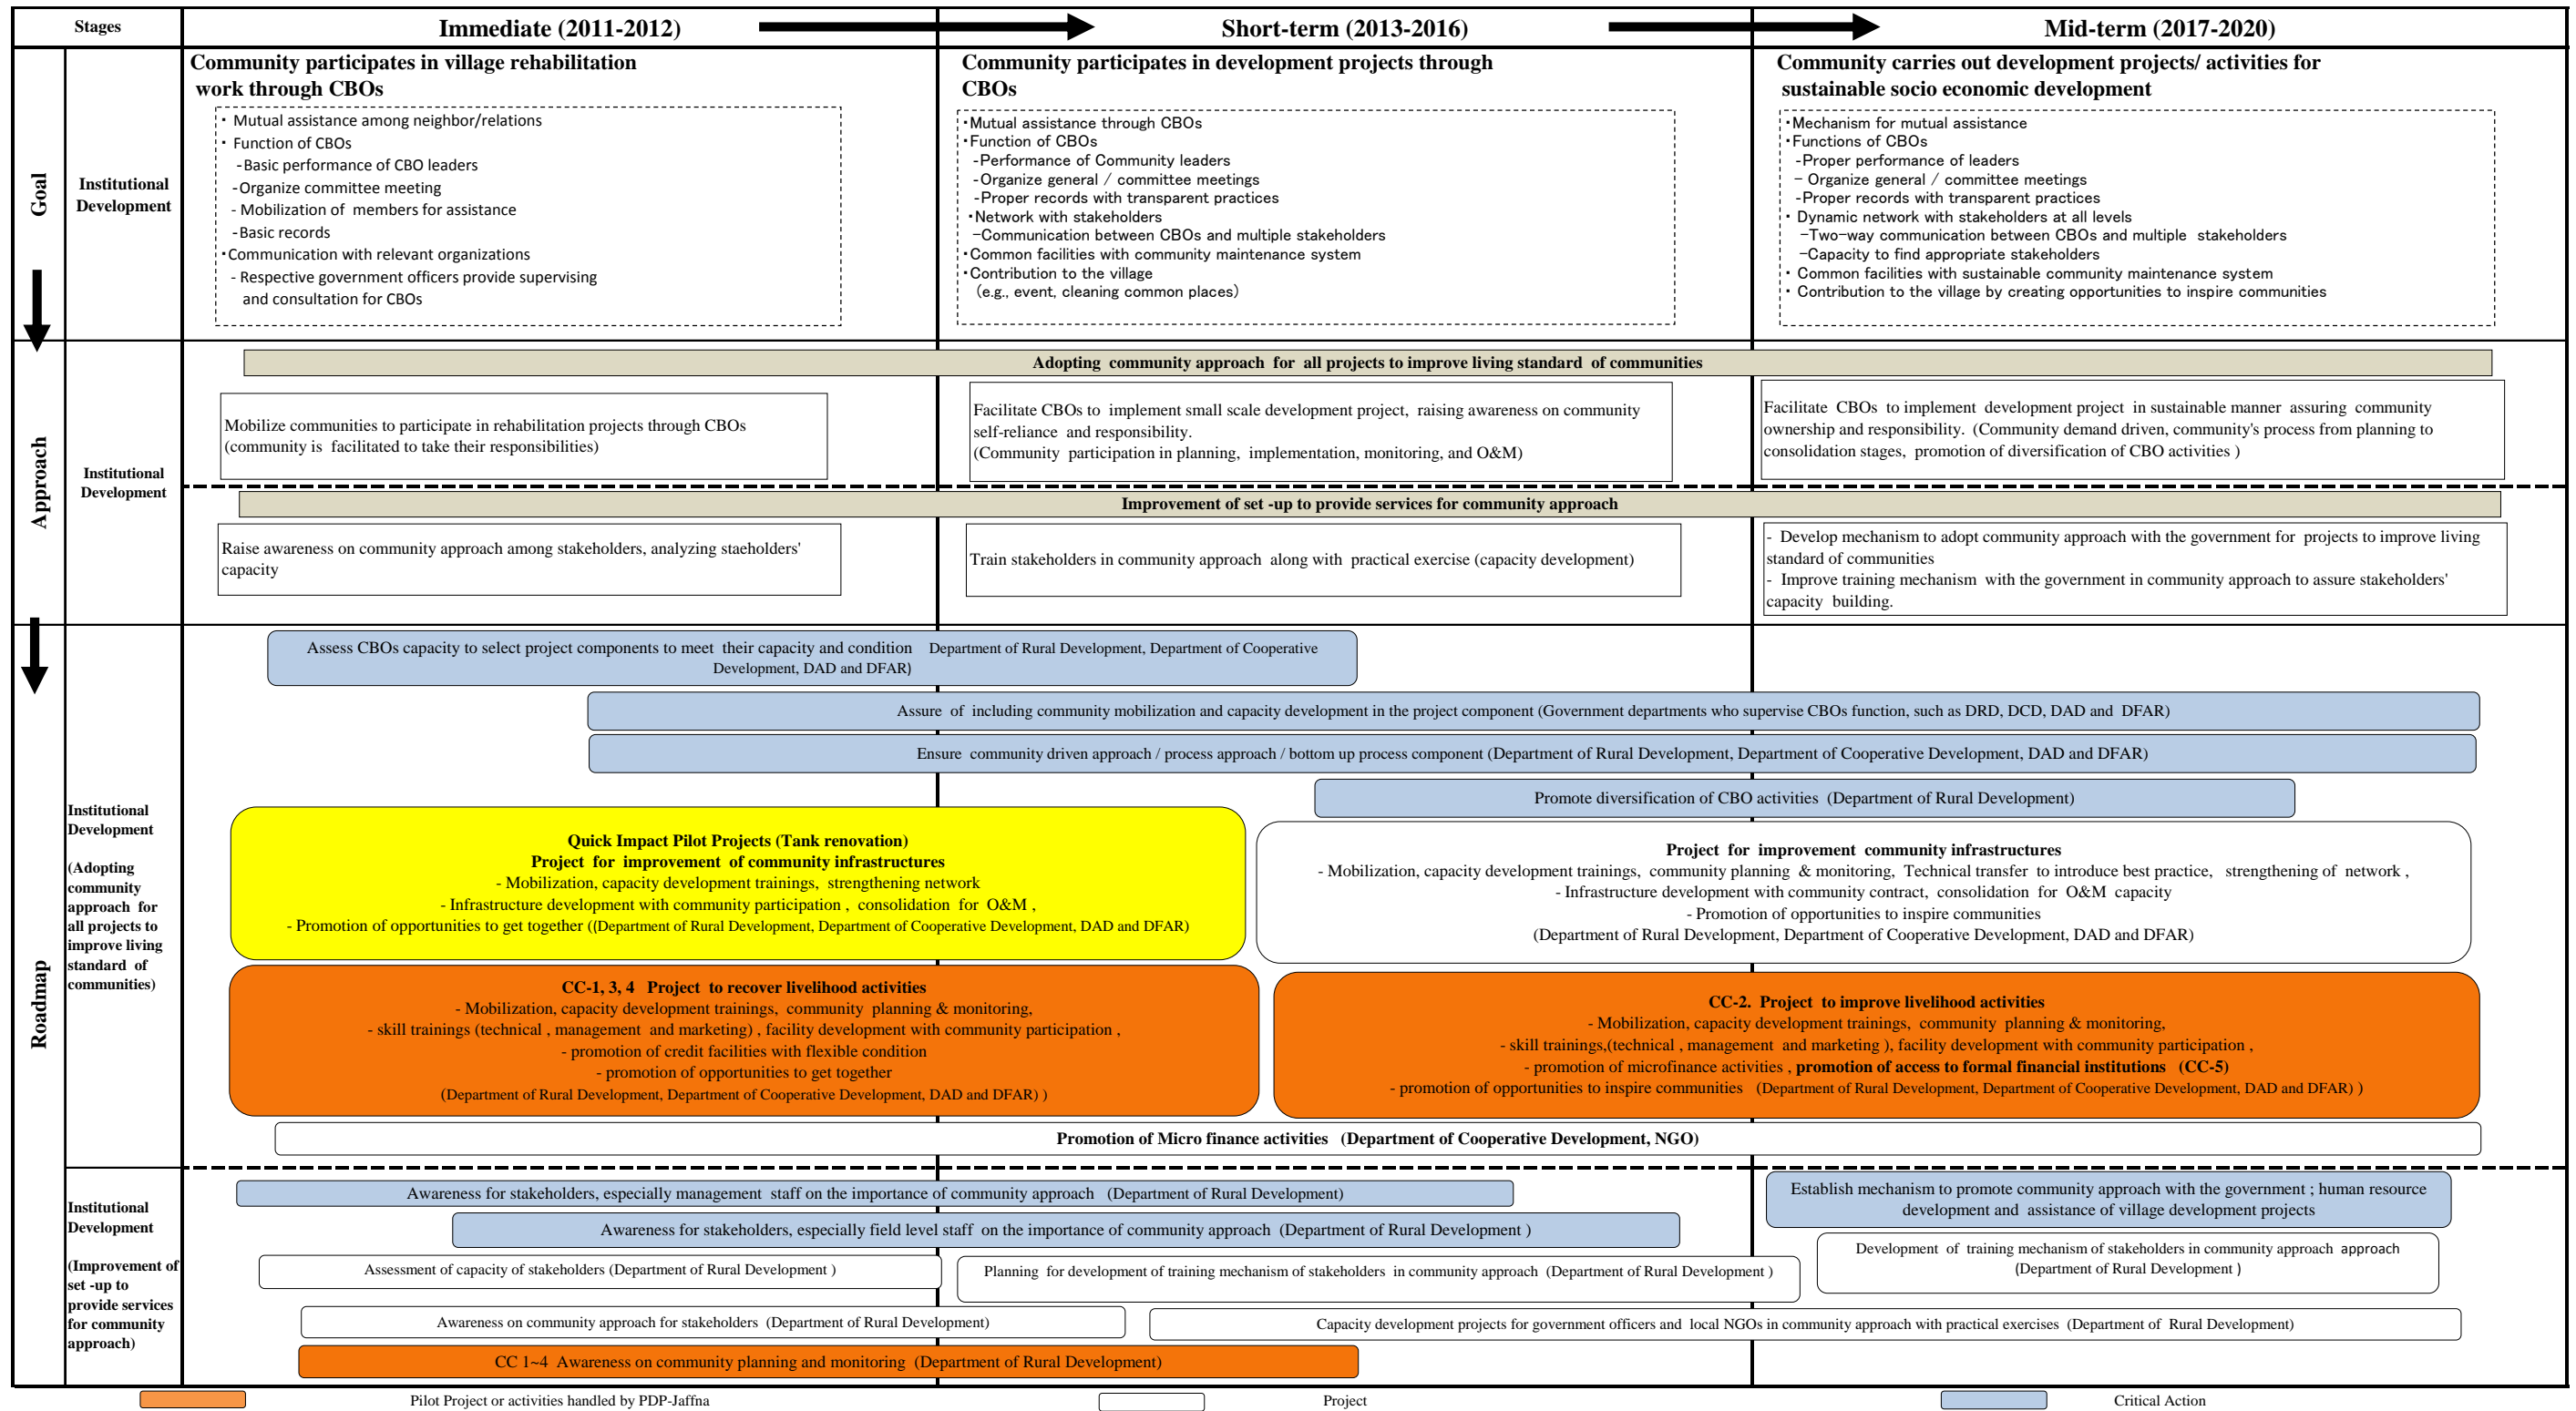 Stages
Immediate (2011-2012)
Short-term (2013-2016)
Mid-term (2017-2020)
Goal
Institutional
Development
Community participates in village rehabilitation
work through CBOs
・ Mutual assistance among neighbor/relations
・ Function of CBOs
-Basic performance of CBO leaders
-Organize committee meeting
- Mobilization of members for assistance
-Basic records
・Communication with relevant organizations
- Respective government officers provide supervising
and consultation for CBOs
Community participates in development projects through
CBOs
・Mutual assistance through CBOs
・Function of CBOs
-Performance of Community leaders
-Organize general / committee meetings
-Proper records with transparent practices
・Network with stakeholders
-Communication between CBOs and multiple stakeholders
・Common facilities with community maintenance system
・Contribution to the village
(e.g., event, cleaning common places)
Community carries out development projects/ activities for
sustainable socio economic development
・Mechanism for mutual assistance
・Functions of CBOs
-Proper performance of leaders
- Organize general / committee meetings
-Proper records with transparent practices
・ Dynamic network with stakeholders at all levels
-Two-way communication between CBOs and multiple stakeholders
-Capacity to find appropriate stakeholders
・ Common facilities with sustainable community maintenance system
・ Contribution to the village by creating opportunities to inspire communities
Approach
Institutional
Development
Adopting community approach for all projects to improve living standard of communities
Mobilize communities to participate in rehabilitation projects through CBOs
(community is facilitated to take their responsibilities)
Facilitate CBOs to implement small scale development project, raising awareness on community
self-reliance and responsibility.
(Community participation in planning, implementation, monitoring, and O&M)
Facilitate CBOs to implement development project in sustainable manner assuring community
ownership and responsibility. (Community demand driven, community's process from planning to
consolidation stages, promotion of diversification of CBO activities )
Improvement of set -up to provide services for community approach
Raise awareness on community approach among stakeholders, analyzing staeholders'
capacity
Train stakeholders in community approach along with practical exercise (capacity development)
- Develop mechanism to adopt community approach with the government for projects to improve living
standard of communities
- Improve training mechanism with the government in community approach to assure stakeholders'
capacity building.
Roadmap
Institutional
Development
(Adopting
community
approach for
all projects to
improve living
standard of
communities)
Assess CBOs capacity to select project components to meet their capacity and condition Department of Rural Development, Department of Cooperative
Development, DAD and DFAR)
Assure of including community mobilization and capacity development in the project component (Government departments who supervise CBOs function, such as DRD, DCD, DAD and DFAR)
Ensure community driven approach / process approach / bottom up process component (Department of Rural Development, Department of Cooperative Development, DAD and DFAR)
Promote diversification of CBO activities (Department of Rural Development)
Quick Impact Pilot Projects (Tank renovation)
Project for improvement of community infrastructures
- Mobilization, capacity development trainings, strengthening network
- Infrastructure development with community participation , consolidation for O&M ,
- Promotion of opportunities to get together ((Department of Rural Development, Department of Cooperative Development, DAD and DFAR)
Project for improvement community infrastructures
- Mobilization, capacity development trainings, community planning & monitoring, Technical transfer to introduce best practice, strengthening of network ,
- Infrastructure development with community contract, consolidation for O&M capacity
- Promotion of opportunities to inspire communities
(Department of Rural Development, Department of Cooperative Development, DAD and DFAR)
CC-1, 3, 4 Project to recover livelihood activities
- Mobilization, capacity development trainings, community planning & monitoring,
- skill trainings (technical , management and marketing) , facility development with community participation ,
- promotion of credit facilities with flexible condition
- promotion of opportunities to get together
(Department of Rural Development, Department of Cooperative Development, DAD and DFAR) )
CC-2. Project to improve livelihood activities
- Mobilization, capacity development trainings, community planning & monitoring,
- skill trainings,(technical , management and marketing ), facility development with community participation ,
- promotion of microfinance activities , promotion of access to formal financial institutions (CC-5)
- promotion of opportunities to inspire communities (Department of Rural Development, Department of Cooperative Development, DAD and DFAR) )
Promotion of Micro finance activities (Department of Cooperative Development, NGO)
Institutional
Development
(Improvement of
set -up to
provide services
for community
approach)
Awareness for stakeholders, especially management staff on the importance of community approach (Department of Rural Development)
Establish mechanism to promote community approach with the government ; human resource
development and assistance of village development projects
Awareness for stakeholders, especially field level staff on the importance of community approach (Department of Rural Development )
Assessment of capacity of stakeholders (Department of Rural Development )
Planning for development of training mechanism of stakeholders in community approach (Department of Rural Development )
Development of training mechanism of stakeholders in community approach approach
(Department of Rural Development )
Awareness on community approach for stakeholders (Department of Rural Development)
Capacity development projects for government officers and local NGOs in community approach with practical exercises (Department of Rural Development)
CC 1~4 Awareness on community planning and monitoring (Department of Rural Development)
Pilot Project or activities handled by PDP-Jaffna
Project
Critical Action